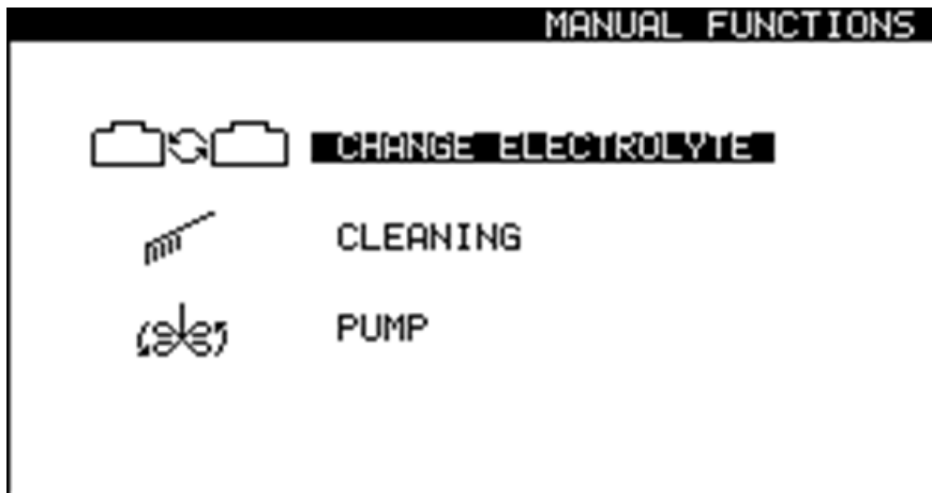 MANUAL FUNCTIONS
CHANGE ELECTROLYTE
CLEANING
PUMP